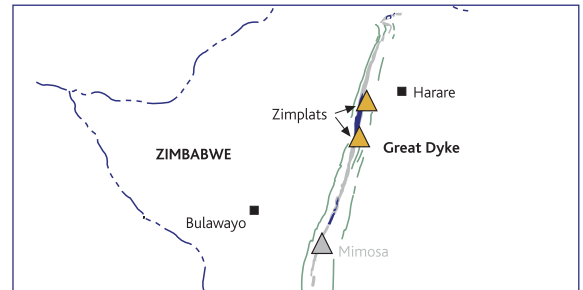 Harare
Zimplats
Great Dyke
ZIMBABWE
Bulawayo
Mimosa